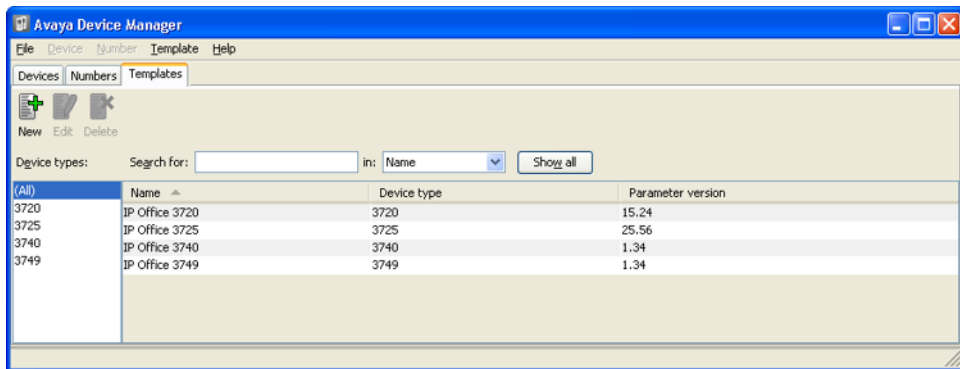 Avaya Device Manager
File Device Number Template Help
Devices Numbers Templates
New Edit Delete
Device types: Search for: in: Name Show all
(All) Name Device type Parameter version
3720 IP Office 3720 3720 15.24
3725 IP Office 3725 3725 25.56
3740 IP Office 3740 3740 1.34
3749 IP Office 3749 3749 1.34